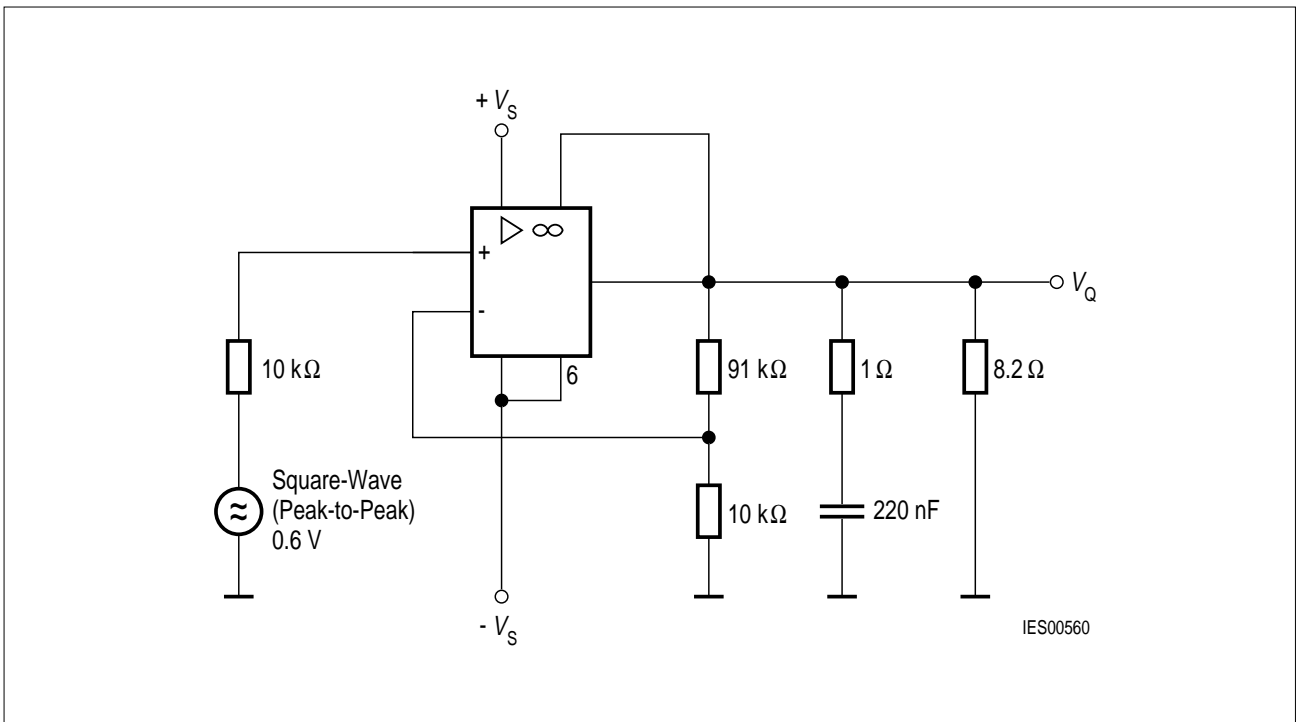 + V_S
▷ ∞
+
-
6
V_Q
10 kΩ
91 kΩ
1 Ω
8.2 Ω
Square-Wave
(Peak-to-Peak)
0.6 V
≈
10 kΩ
220 nF
- V_S
IES00560